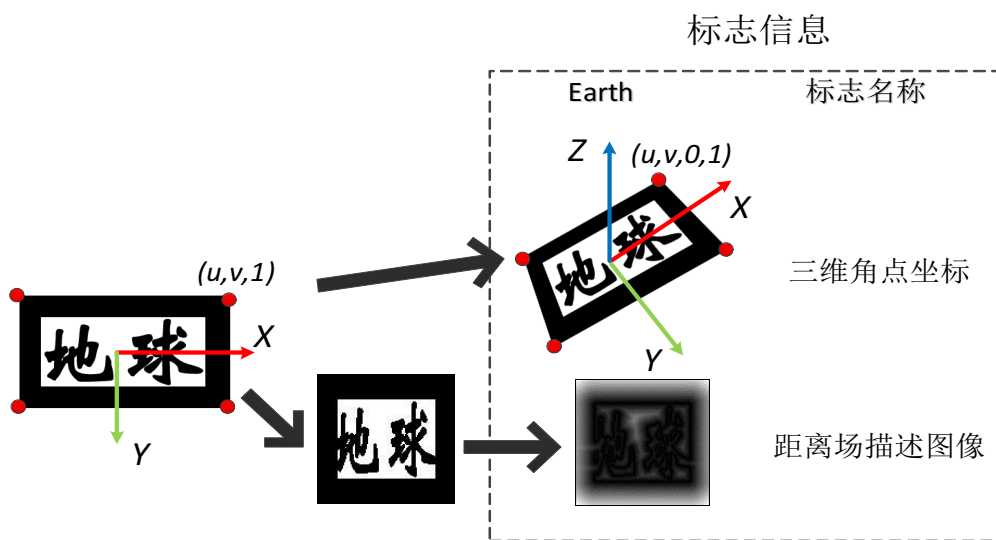 标志信息
Earth
标志名称
Z
(u,v,0,1)
X
三维角点坐标
Y
(u,v,1)
地球
X
Y
地球
地球
距离场描述图像
地球